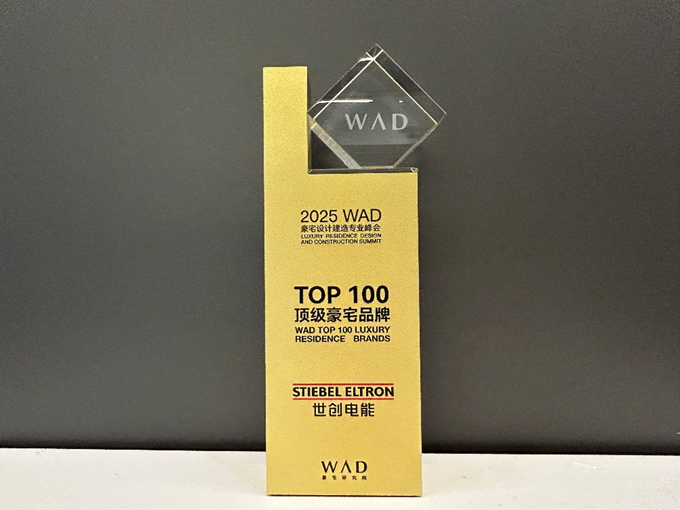 WAD
2025 WAD
豪宅设计建造专业峰会
LUXURY RESIDENCE DESIGN
AND CONSTRUCTION SUMMIT
TOP 100
顶级豪宅品牌
WAD TOP 100 LUXURY
RESIDENCE BRANDS
STIEBEL ELTRON
世创电能
WAD
豪宅研究院